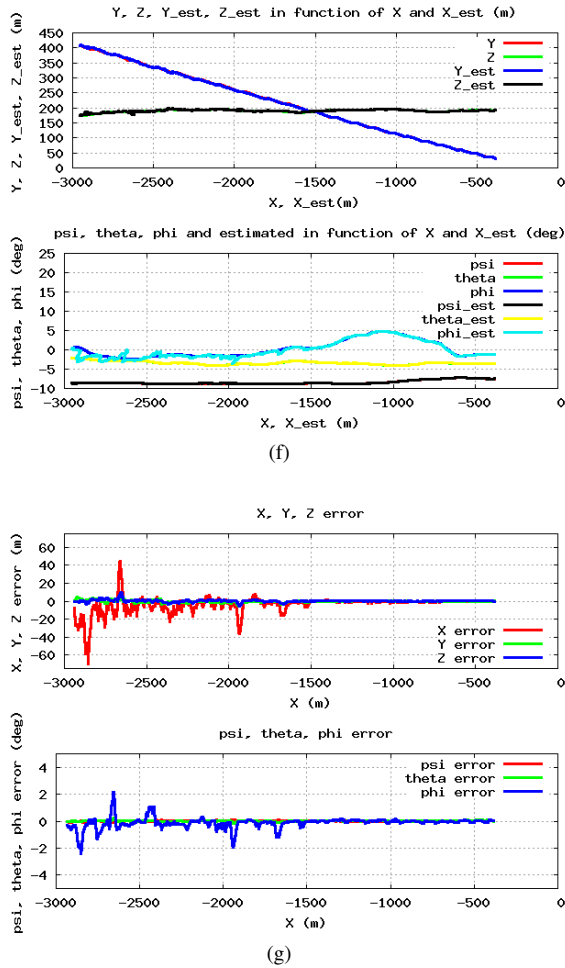 Y, Z, Y_est, Z_est in function of X and X_est (m)
Y, Z, Y_est, Z_est (m)
450
400
350
300
250
200
150
100
50
0
Y
Z
Y_est
Z_est
-3000 -2500 -2000 -1500 -1000 -500 0
X, X_est(m)
psi, theta, phi and estimated in function of X and X_est (deg)
psi, theta, phi (deg)
25
20
15
10
5
0
-5
-10
psi
theta
phi
psi_est
theta_est
phi_est
-3000 -2500 -2000 -1500 -1000 -500 0
X, X_est (m)
(f)
X, Y, Z error
X, Y, Z error (m)
60
40
20
0
-20
-40
-60
X error
Y error
Z error
-3000 -2500 -2000 -1500 -1000 -500 0
X (m)
psi, theta, phi error
psi, theta, phi error (deg)
4
2
0
-2
-4
psi error
theta error
phi error
-3000 -2500 -2000 -1500 -1000 -500 0
X (m)
(g)